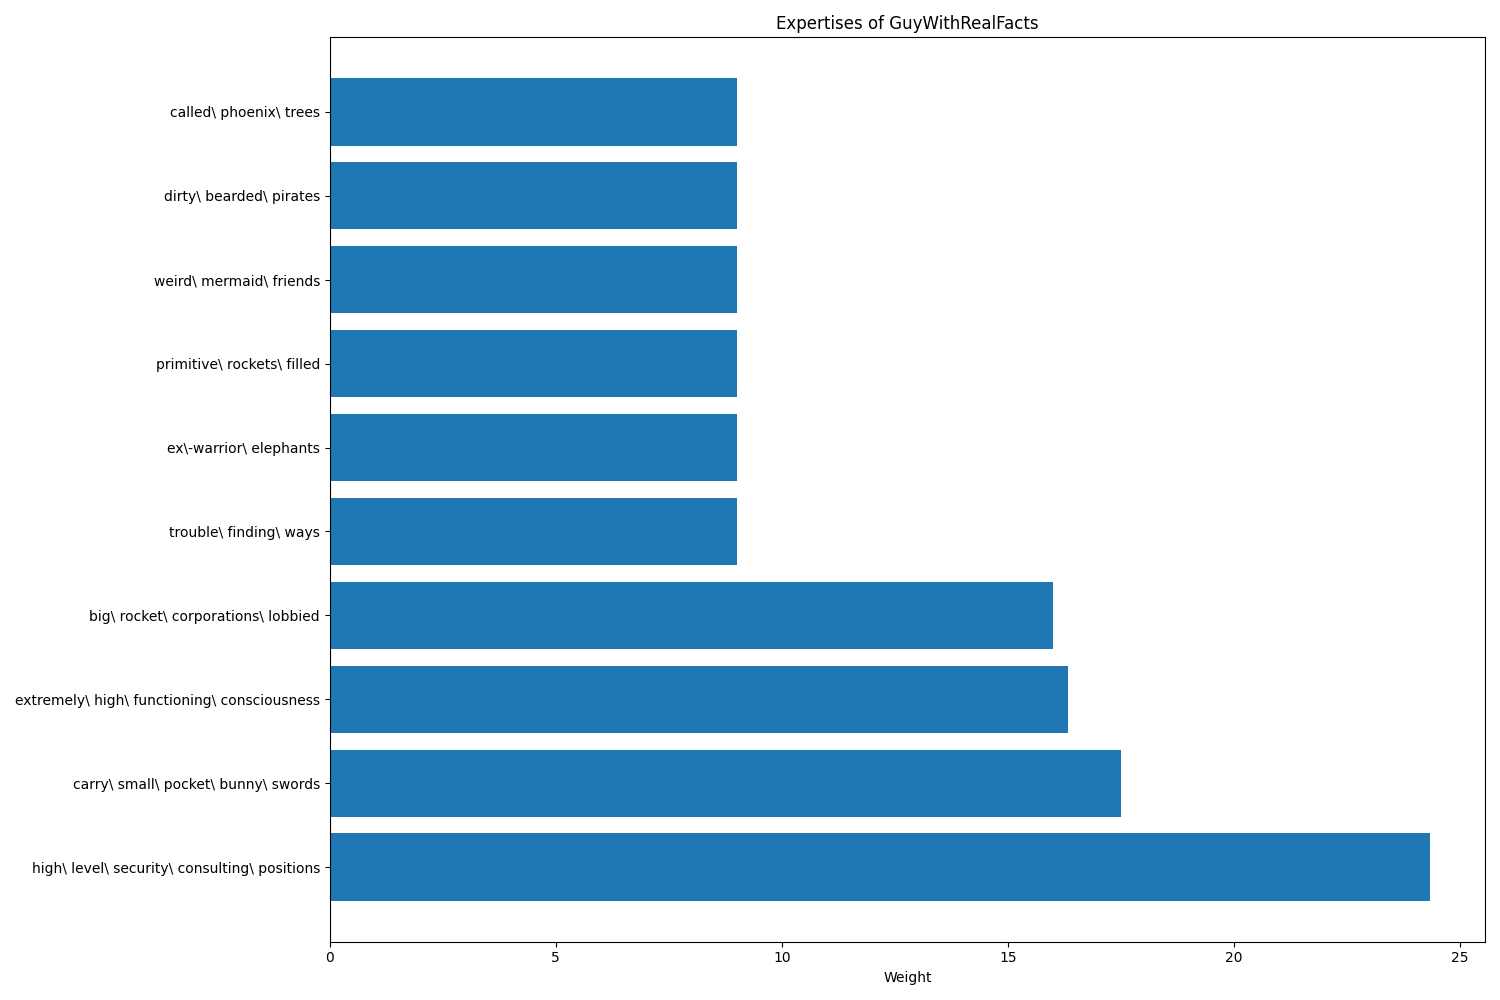 Expertises of GuyWithRealFacts
called\ phoenix\ trees
dirty\ bearded\ pirates
weird\ mermaid\ friends
primitive\ rockets\ filled
ex\-warrior\ elephants
trouble\ finding\ ways
big\ rocket\ corporations\ lobbied
extremely\ high\ functioning\ consciousness
carry\ small\ pocket\ bunny\ swords
high\ level\ security\ consulting\ positions
0 5 10 15 20 25
Weight